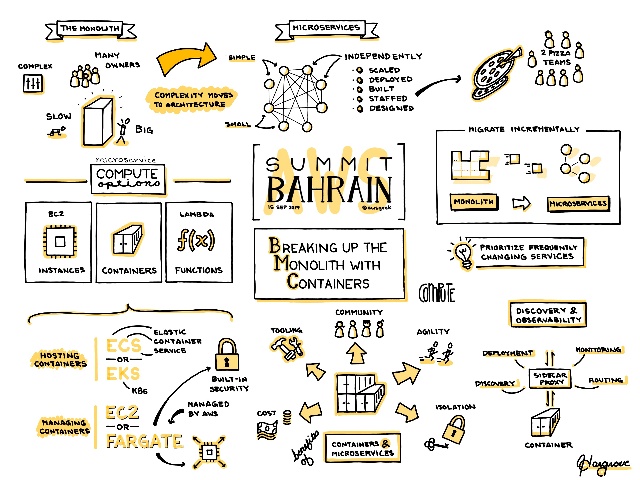 THE MONOLITH
COMPLEX
MANY
OWNERS
SLOW
BIG
COMPLEXITY MOVES
TO ARCHITECTURE
MICROSERVICES
SIMPLE
SMALL
INDEPENDENTLY
SCALED
DEPLOYED
BUILT
STAFFED
DESIGNED
2 PIZZA
TEAMS
MICROSERVICE
COMPUTE
options
EC2
INSTANCES
CONTAINERS
LAMBDA
f(x)
FUNCTIONS
AWS
SUMMIT
BAHRAIN
15 SEP 2019
@awsgeek
BREAKING UP THE
MONOLITH WITH
CONTAINERS
MIGRATE INCREMENTALLY
MONOLITH
MICROSERVICES
PRIORITIZE FREQUENTLY
CHANGING SERVICES
COMPUTE
HOSTING
CONTAINERS
ECS
-OR-
EKS
ELASTIC
CONTAINER
SERVICE
K8S
MANAGING
CONTAINERS
EC2
-OR-
FARGATE
BUILT-IN
SECURITY
MANAGED
BY AWS
TOOLING
COMMUNITY
AGILITY
COST
ISOLATION
benefits
of
CONTAINERS &
MICROSERVICES
DISCOVERY &
OBSERVABILITY
DEPLOYMENT
MONITORING
SIDECAR
PROXY
DISCOVERY
ROUTING
CONTAINER
Hargrove